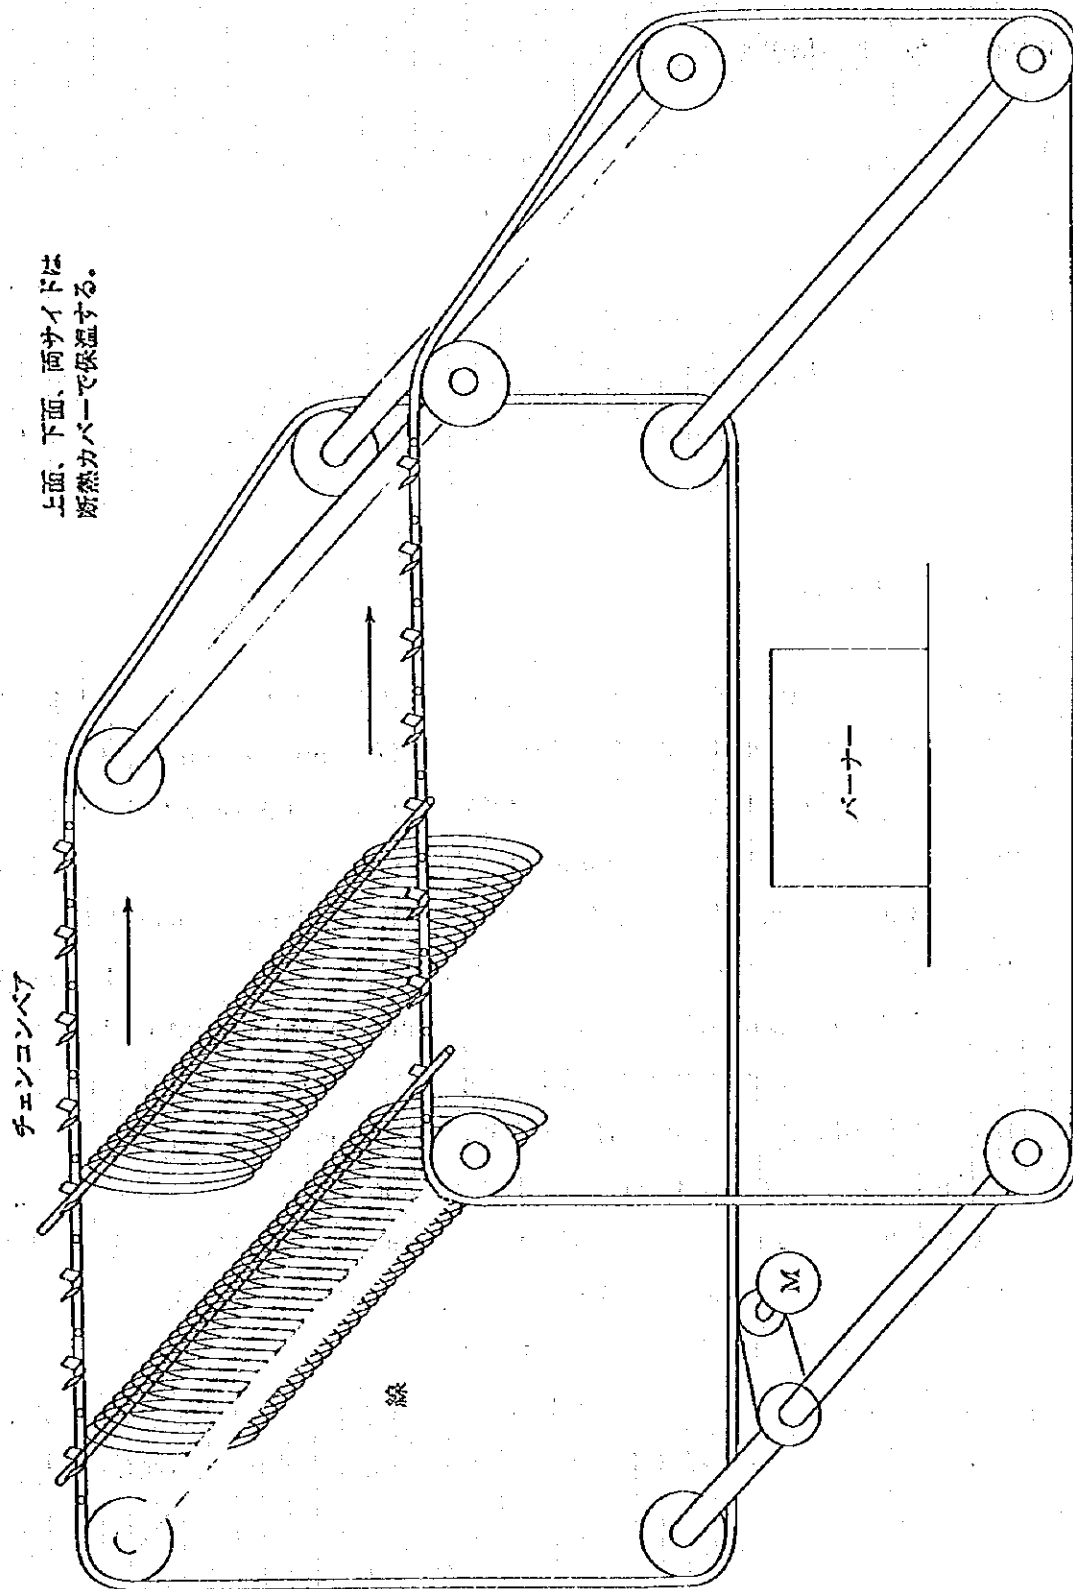 上面、下面、両サイドは
断熱カバーで保温する。
チェンコンベア
線
バーナー
M